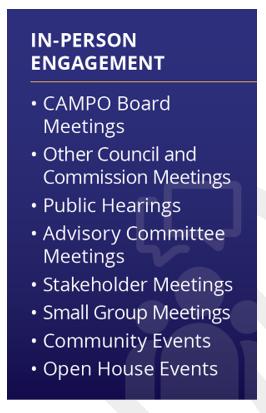 IN-PERSON
ENGAGEMENT
• CAMPO Board
Meetings
• Other Council and
Commission Meetings
• Public Hearings
• Advisory Committee
Meetings
• Stakeholder Meetings
• Small Group Meetings
• Community Events
• Open House Events